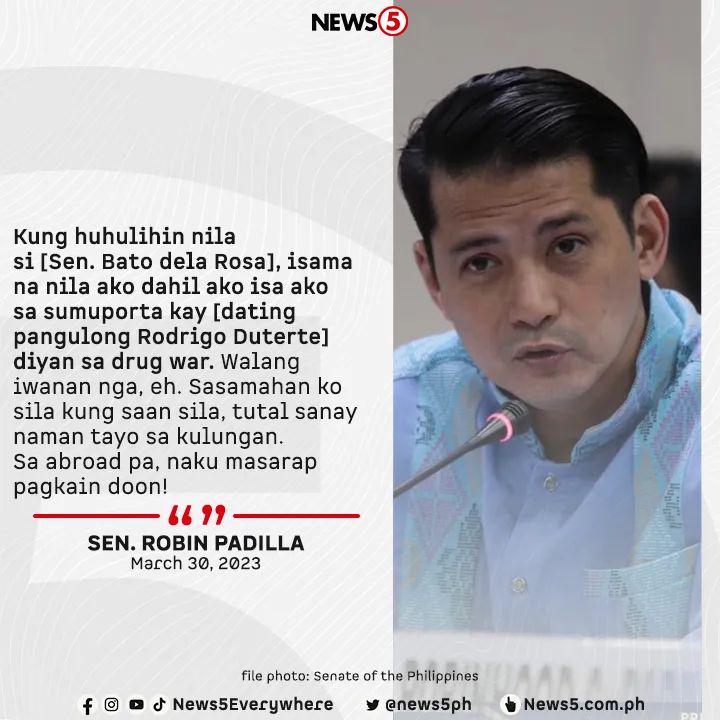 NEWS5
Kung huhulihin nila
si [Sen. Bato dela Rosa], isama
na nila ako dahil ako isa ako
sa sumuporta kay [dating
pangulong Rodrigo Duterte]
diyan sa drug war. Walang
iwanan nga, eh. Sasamahan ko
sila kung saan sila, tutal sanay
naman tayo sa kulungan.
Sa abroad pa, naku masarap
pagkain doon!
SEN. ROBIN PADILLA
March 30, 2023
file photo: Senate of the Philippines
News5Everywhere @news5ph News5.com.ph